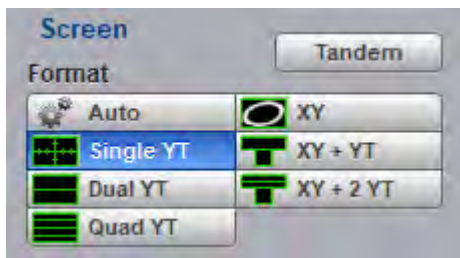 Screen
Tandem
Format
Auto
XY
Single YT
XY + YT
Dual YT
XY + 2 YT
Quad YT